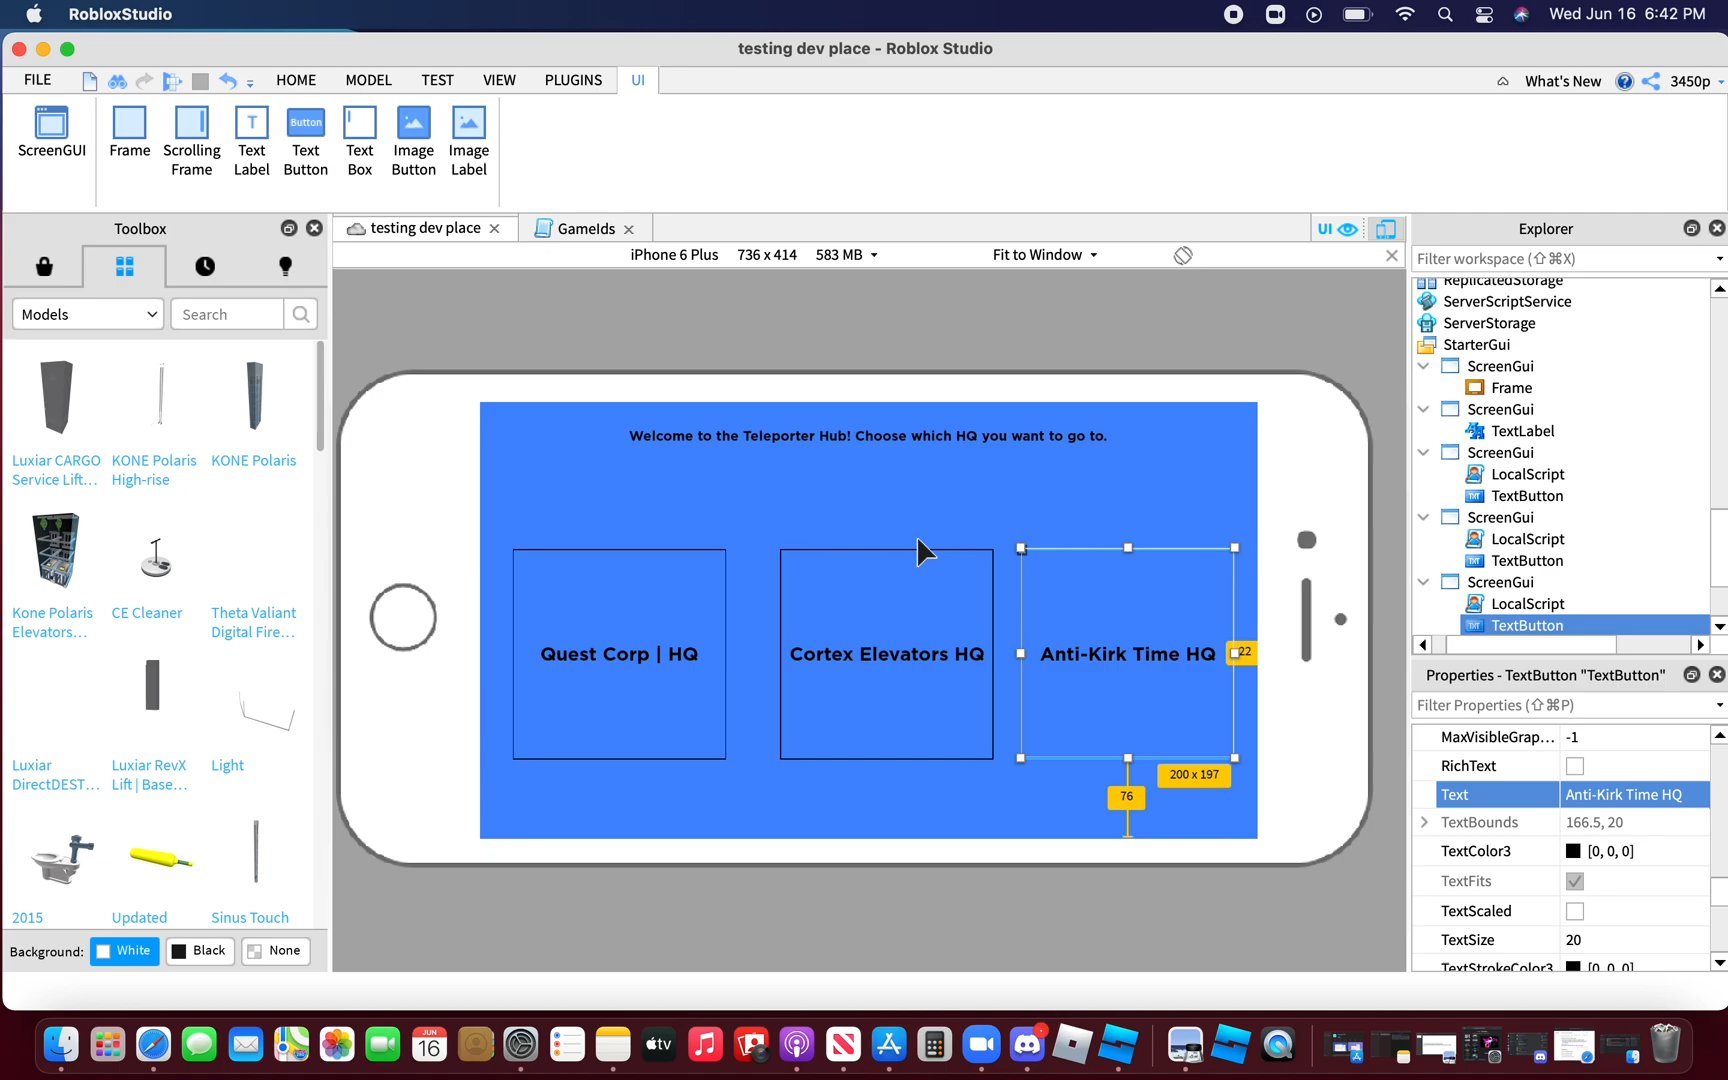 RobloxStudio
Wed Jun 16 6:42 PM
testing dev place - Roblox Studio
FILE
HOME
MODEL
TEST
VIEW
PLUGINS
UI
What's New
3450p
ScreenGUI
Frame
Scrolling
Frame
T
Text
Label
Button
Text
Button
Text
Box
Image
Button
Image
Label
Toolbox
testing dev place
GameIds
UI
Explorer
iPhone 6 Plus
736 x 414
583 MB
Fit to Window
Filter workspace (⇧⌘X)
Models
Search
Luxiar CARGO
Service Lift...
KONE Polaris
High-rise
KONE Polaris
Kone Polaris
Elevators...
CE Cleaner
Theta Valiant
Digital Fire...
Luxiar
DirectDEST...
Luxiar RevX
Lift | Base...
Light
2015
Updated
Sinus Touch
Background:
White
Black
None
Welcome to the Teleporter Hub! Choose which HQ you want to go to.
Quest Corp | HQ
Cortex Elevators HQ
Anti-Kirk Time HQ
22
200 x 197
76
ReplicatedStorage
ServerScriptService
ServerStorage
StarterGui
ScreenGui
Frame
ScreenGui
TextLabel
ScreenGui
LocalScript
TextButton
ScreenGui
LocalScript
TextButton
ScreenGui
LocalScript
TextButton
Properties - TextButton "TextButton"
Filter Properties (⇧⌘P)
MaxVisibleGrap... -1
RichText
Text Anti-Kirk Time HQ
TextBounds 166.5, 20
TextColor3 [0, 0, 0]
TextFits
TextScaled
TextSize 20
TextStrokeColor3 [0, 0, 0]
JUN
16
tv